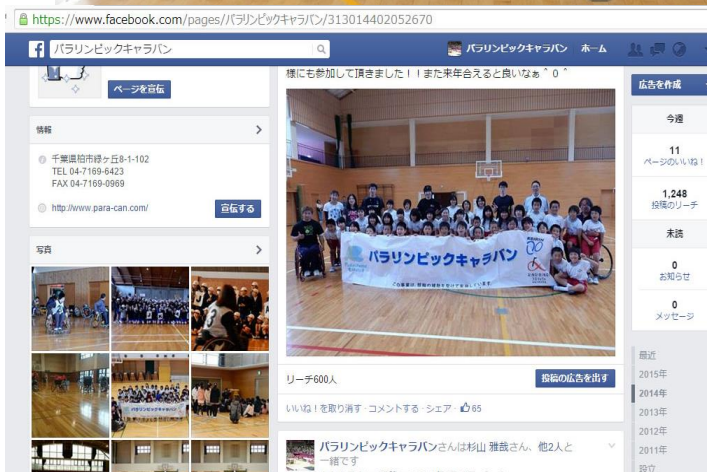 https://www.facebook.com/pages/パラリンピックキャラバン/313014402052670
パラリンピックキャラバン
パラリンピックキャラバン ホーム
ページを宣伝
情報
千葉県柏市緑ヶ丘8-1-102
TEL 04-7169-6423
FAX 04-7169-0969
http://www.para-can.com/
宣伝する
写真
様にも参加して頂きました！！また来年合えると良いなぁ＾０＾
パラリンピックキャラバン
リーチ600人
投稿の広告を出す
いいね！を取り消す · コメントする · シェア · 65
パラリンピックキャラバンさんは杉山 雅哉さん、他2人と
一緒です
広告を作成
今週
11
ページのいいね！
1,248
投稿のリーチ
未読
0
お知らせ
0
メッセージ
最近
2015年
2014年
2013年
2012年
2011年
設立